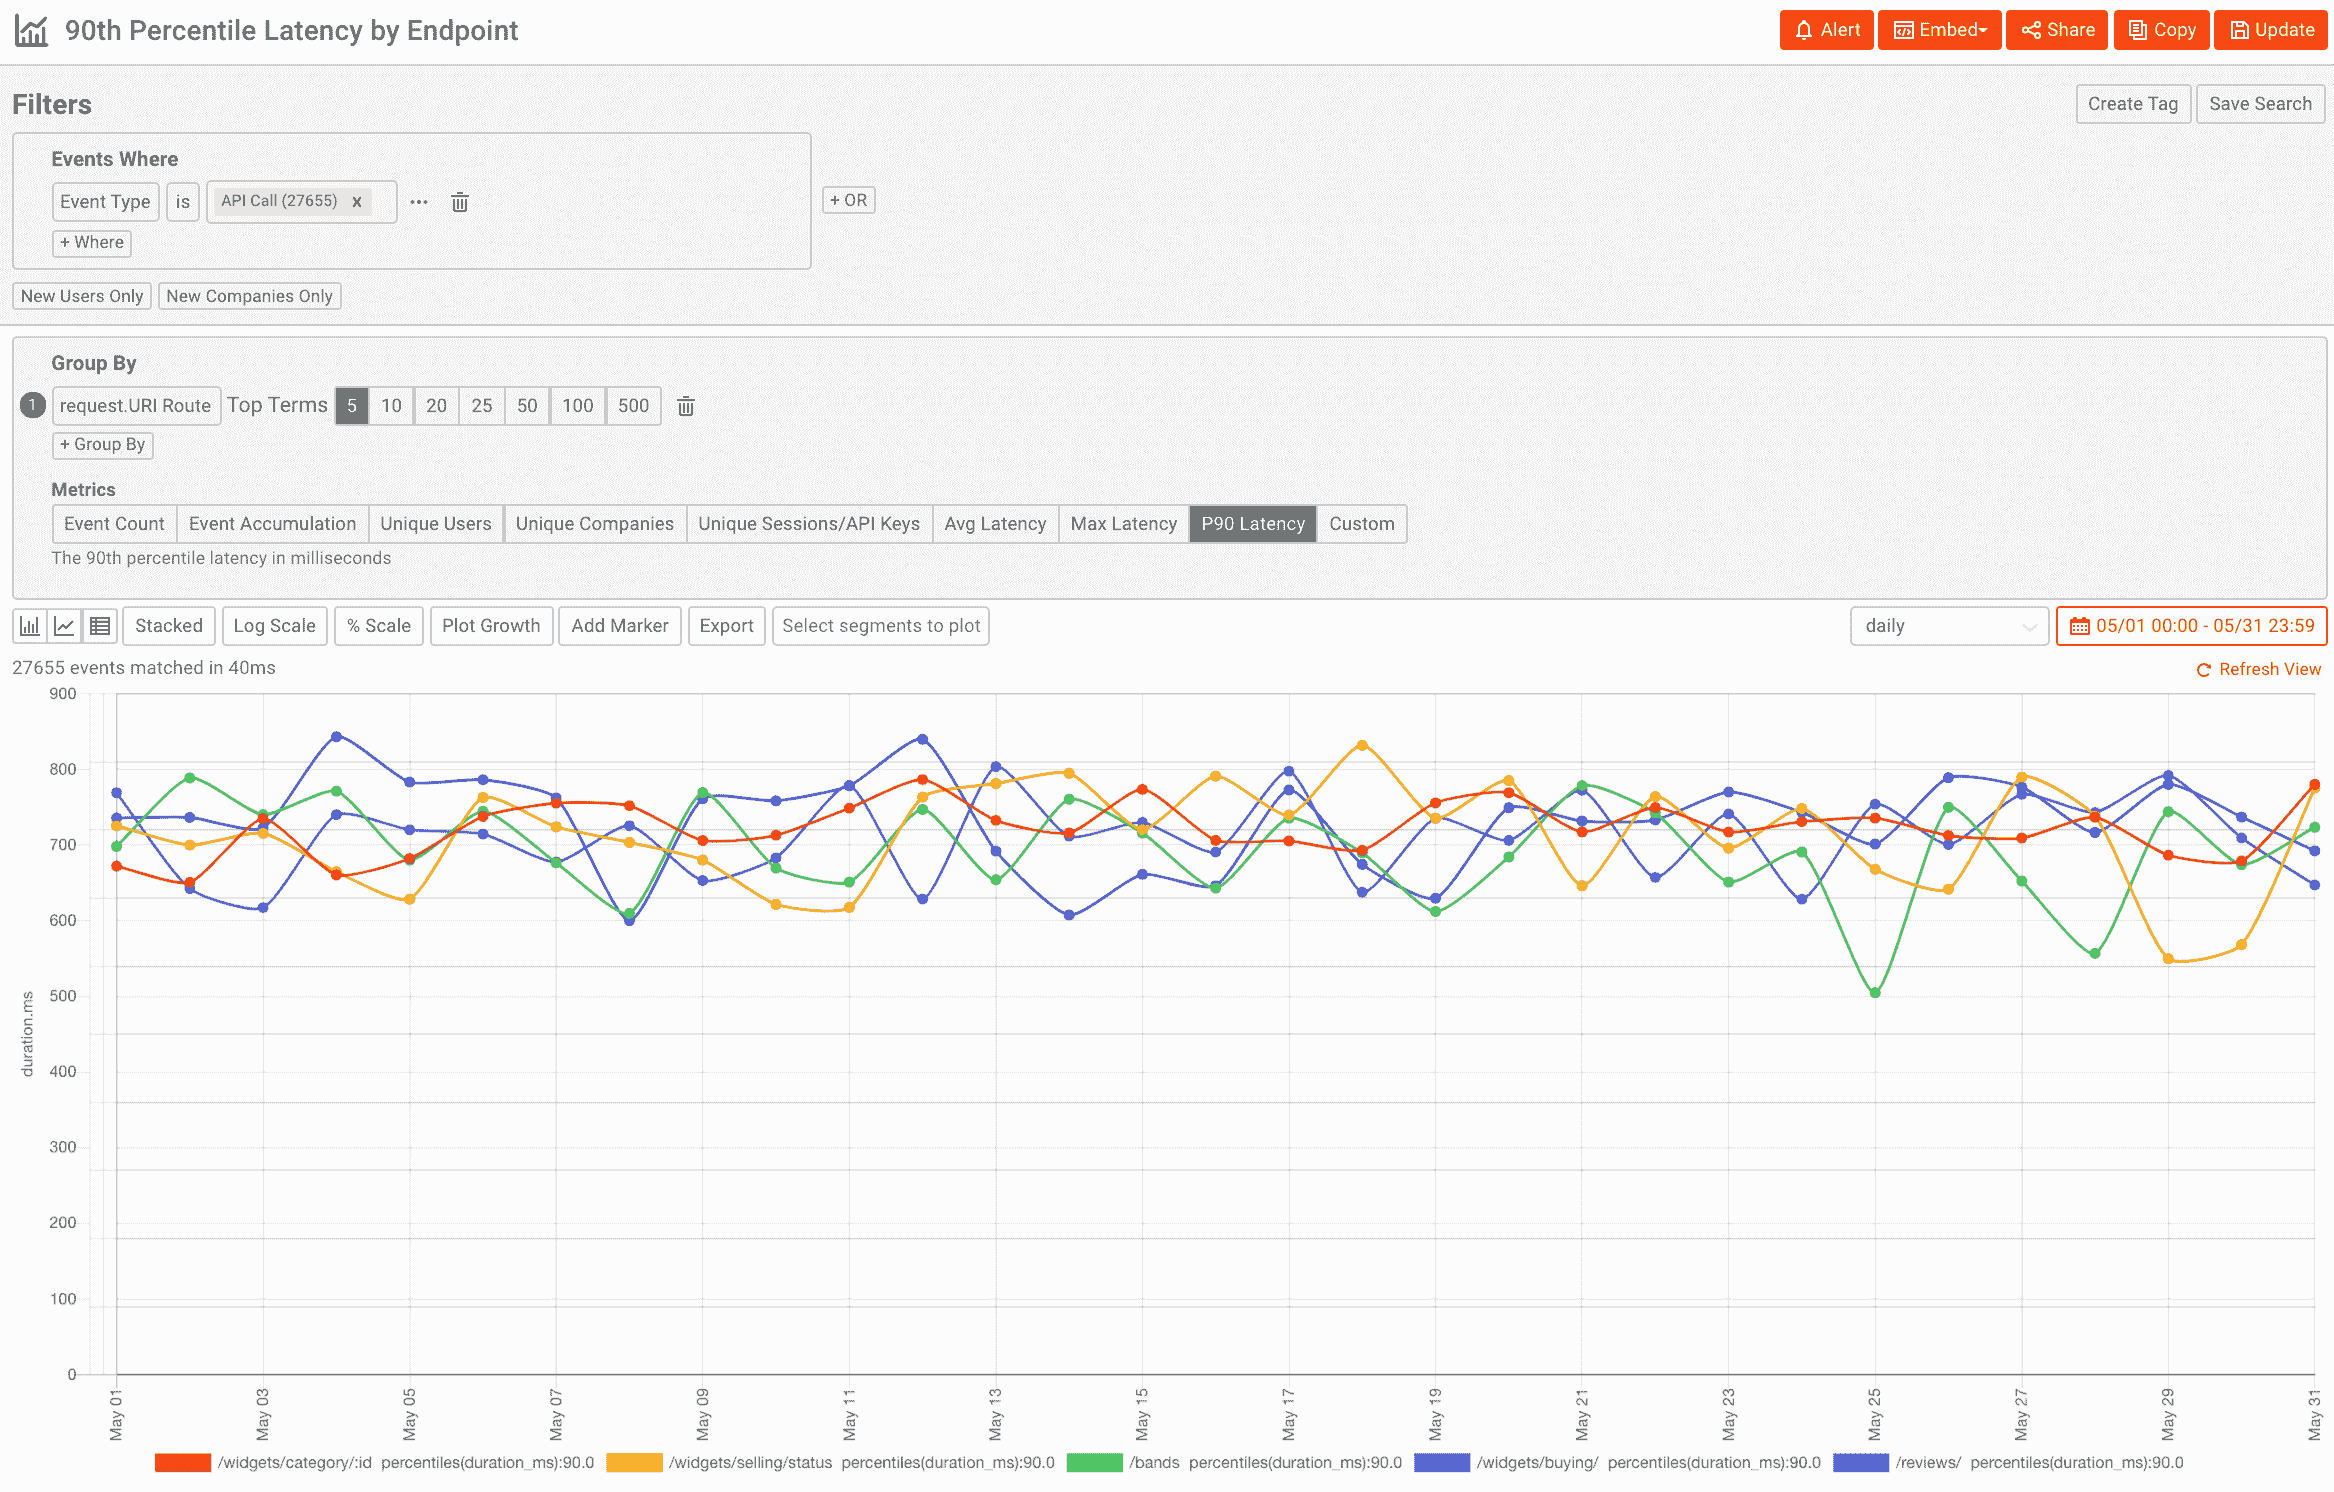 90th Percentile Latency by Endpoint
Alert Embed Share Copy Update
Filters
Create Tag Save Search
Events Where
Event Type is API Call (27655) x ...
+ OR
+ Where
New Users Only New Companies Only
Group By
1 request.URI Route Top Terms 5 10 20 25 50 100 500
+ Group By
Metrics
Event Count Event Accumulation Unique Users Unique Companies Unique Sessions/API Keys Avg Latency Max Latency P90 Latency Custom
The 90th percentile latency in milliseconds
Stacked Log Scale % Scale Plot Growth Add Marker Export Select segments to plot daily 05/01 00:00 - 05/31 23:59
27655 events matched in 40ms
Refresh View
900
800
700
600
500
400
300
200
100
0
duration.ms
May 01 May 03 May 05 May 07 May 09 May 11 May 13 May 15 May 17 May 19 May 21 May 23 May 25 May 27 May 29 May 31
/widgets/category/:id percentiles(duration_ms):90.0 /widgets/selling/status percentiles(duration_ms):90.0 /bands percentiles(duration_ms):90.0 /widgets/buying/ percentiles(duration_ms):90.0 /reviews/ percentiles(duration_ms):90.0